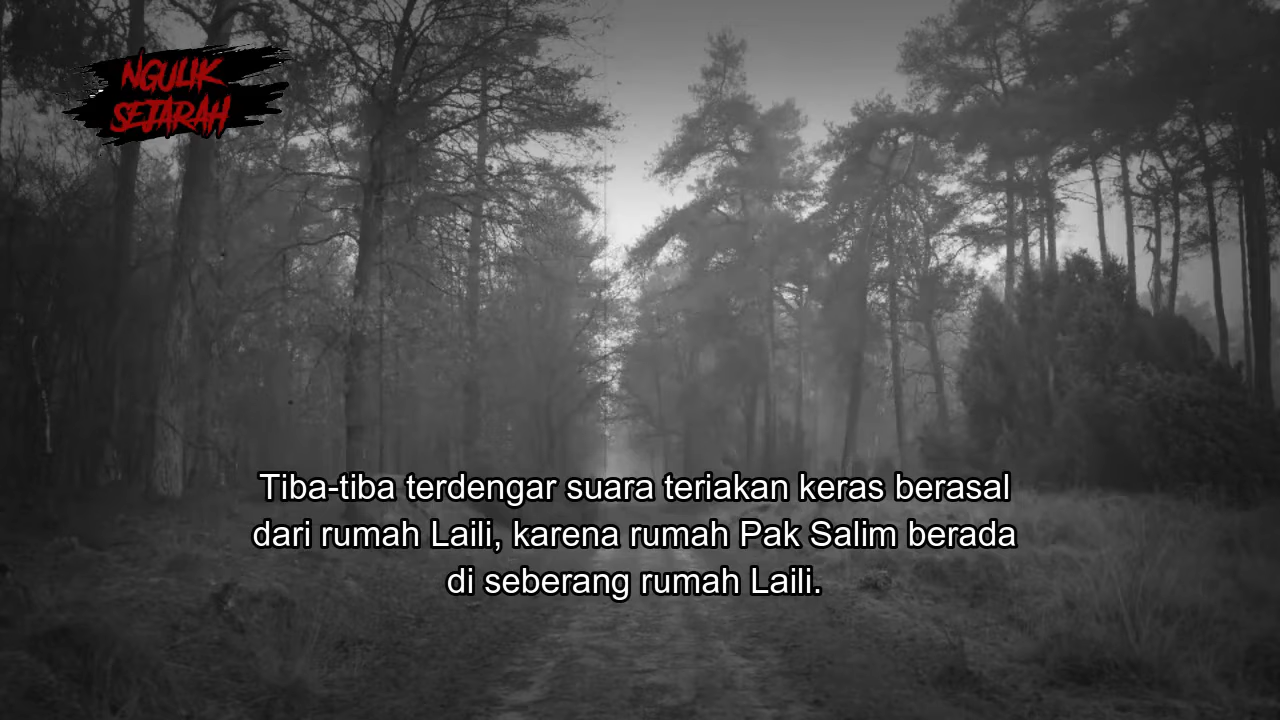 NGULIK
SEJARAH
Tiba-tiba terdengar suara teriakan keras berasal
dari rumah Laili, karena rumah Pak Salim berada
di seberang rumah Laili.